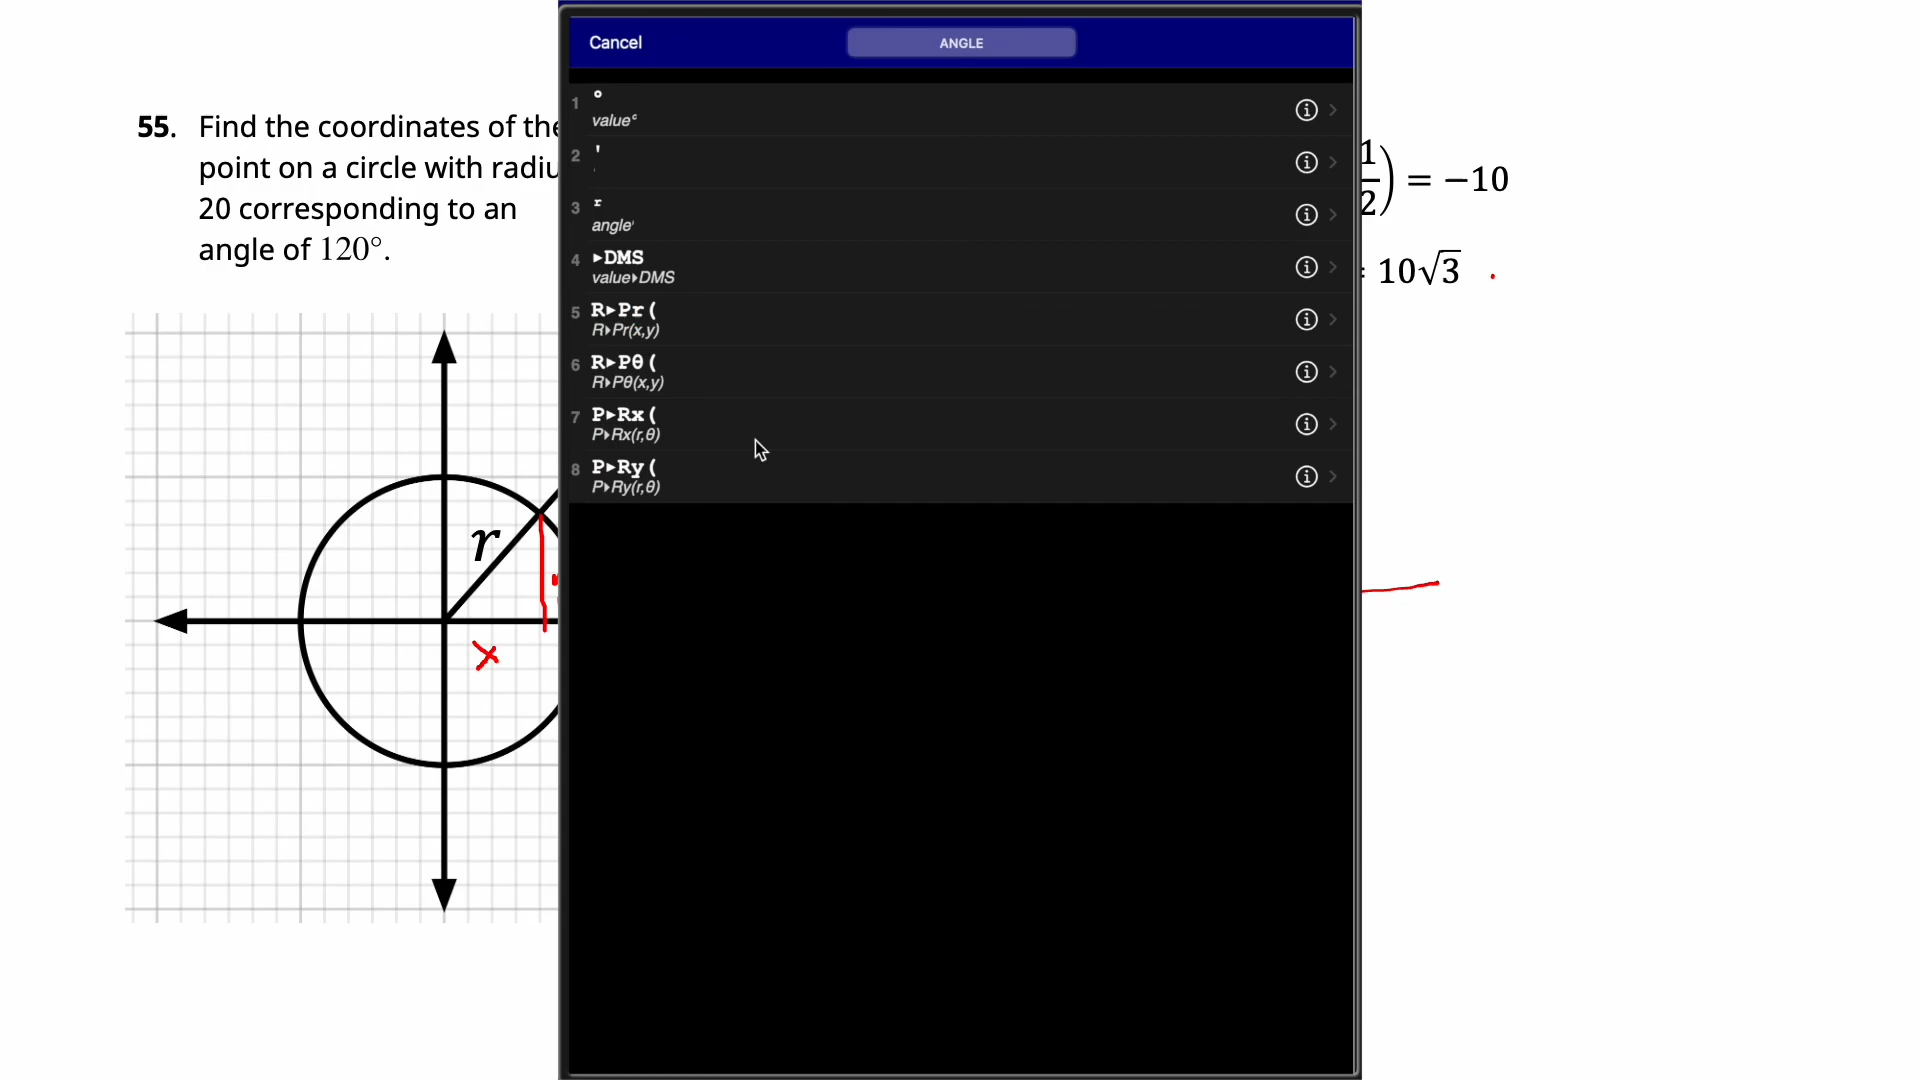 Cancel
ANGLE
55. Find the coordinates of the
point on a circle with radiu
20 corresponding to an
angle of 120°.
1 °
value°
2 '
3 r
angleʳ
4 ▸DMS
value▸DMS
5 R▸Pr(
R▸Pr(x,y)
6 R▸Pθ(
R▸Pθ(x,y)
7 P▸Rx(
P▸Rx(r,θ)
8 P▸Ry(
P▸Ry(r,θ)
1/2) = −10
= 10√3
r
x